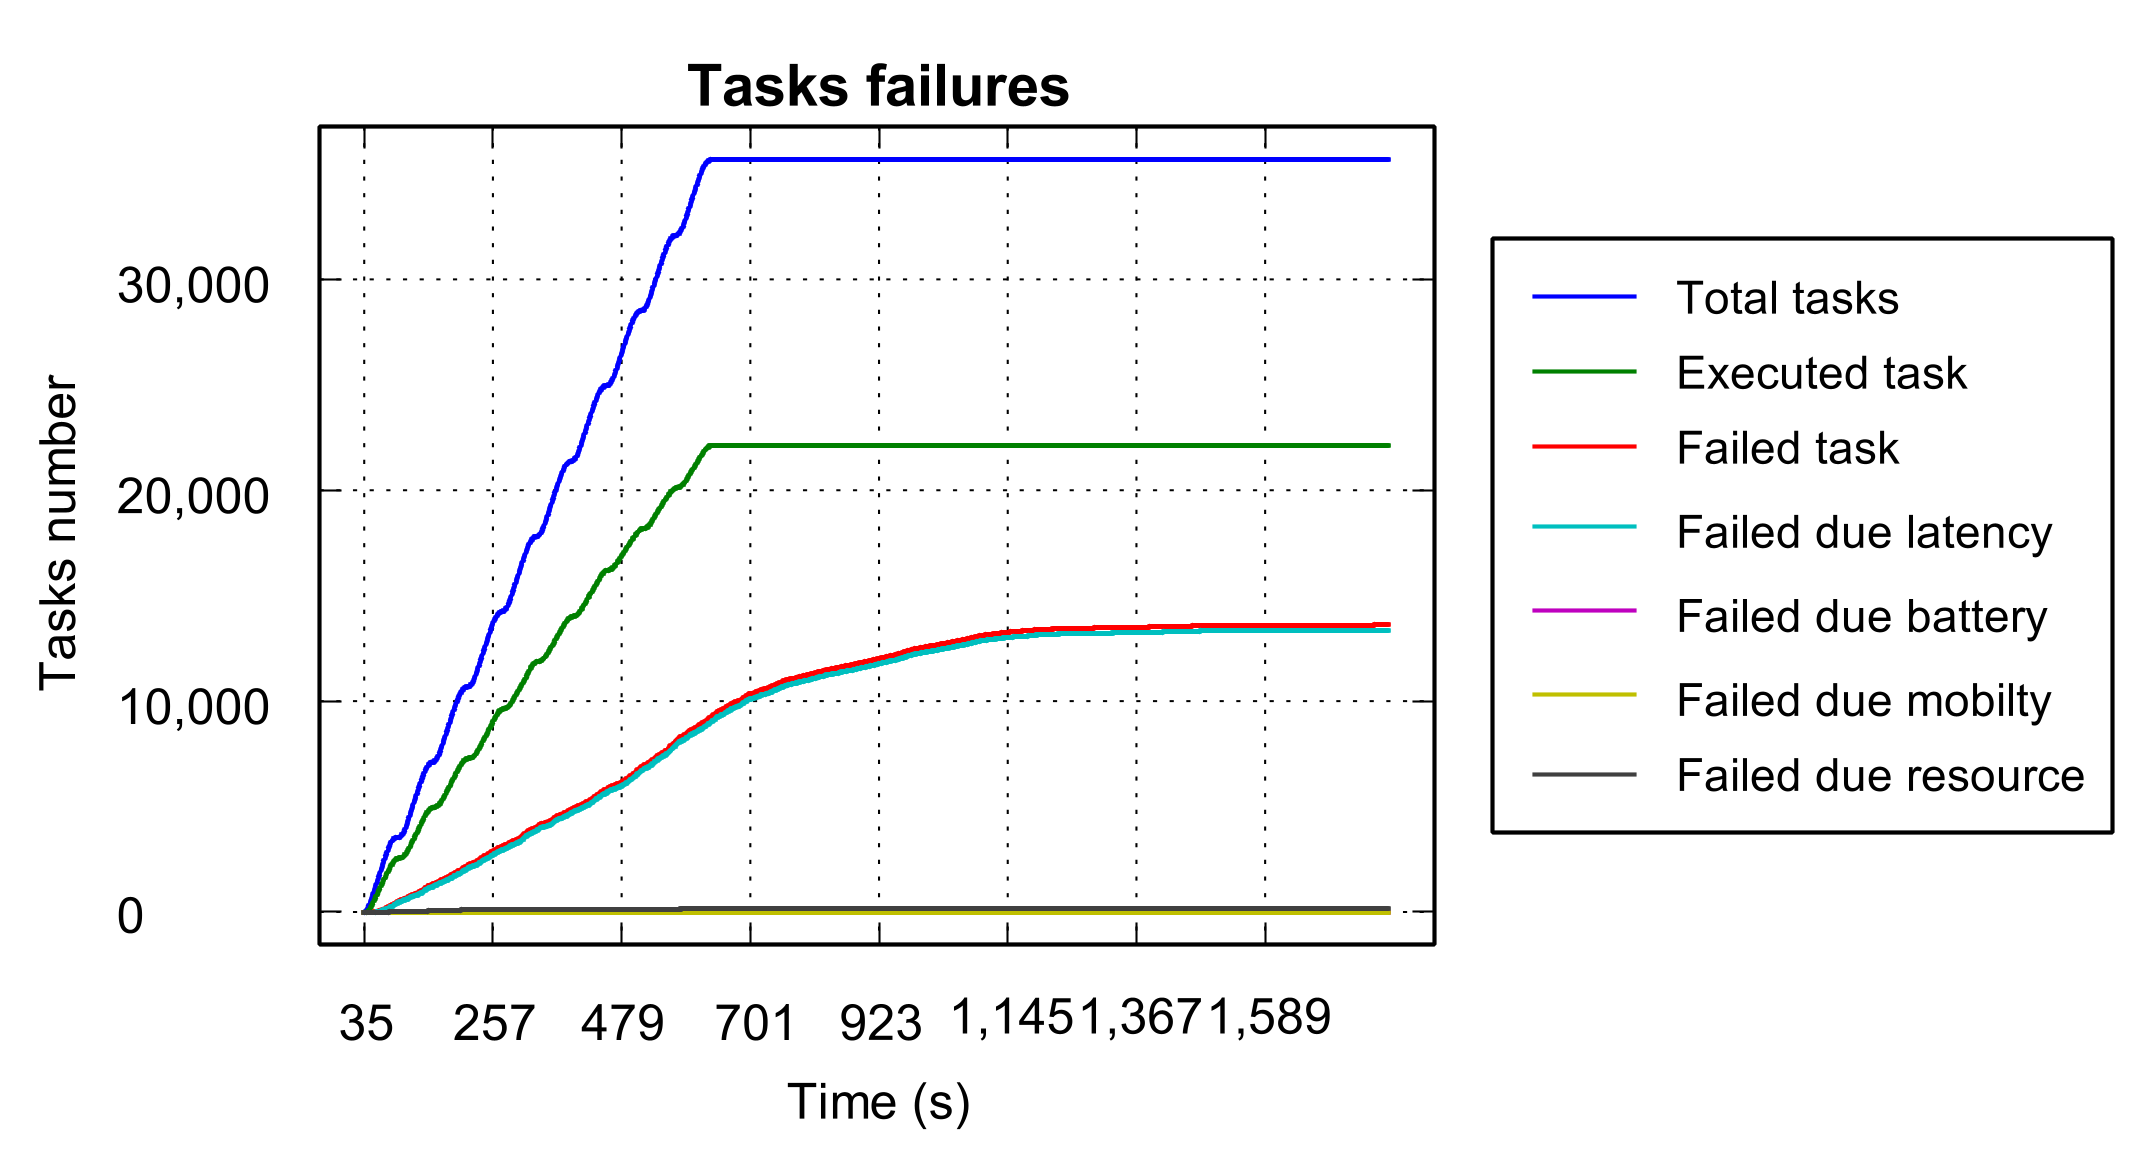 Tasks failures
30,000
20,000
10,000
0
Tasks number
35 257 479 701 923 1,145 1,367 1,589
Time (s)
Total tasks
Executed task
Failed task
Failed due latency
Failed due battery
Failed due mobilty
Failed due resource